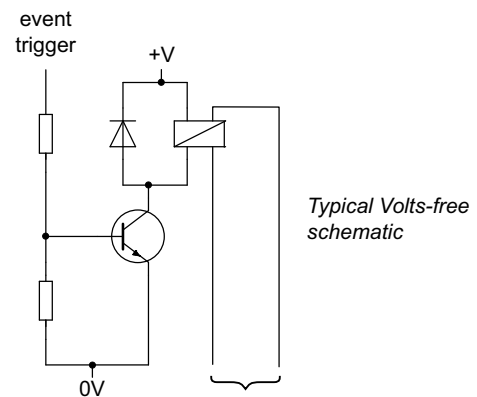 event
trigger
+V
Typical Volts-free
schematic
0V